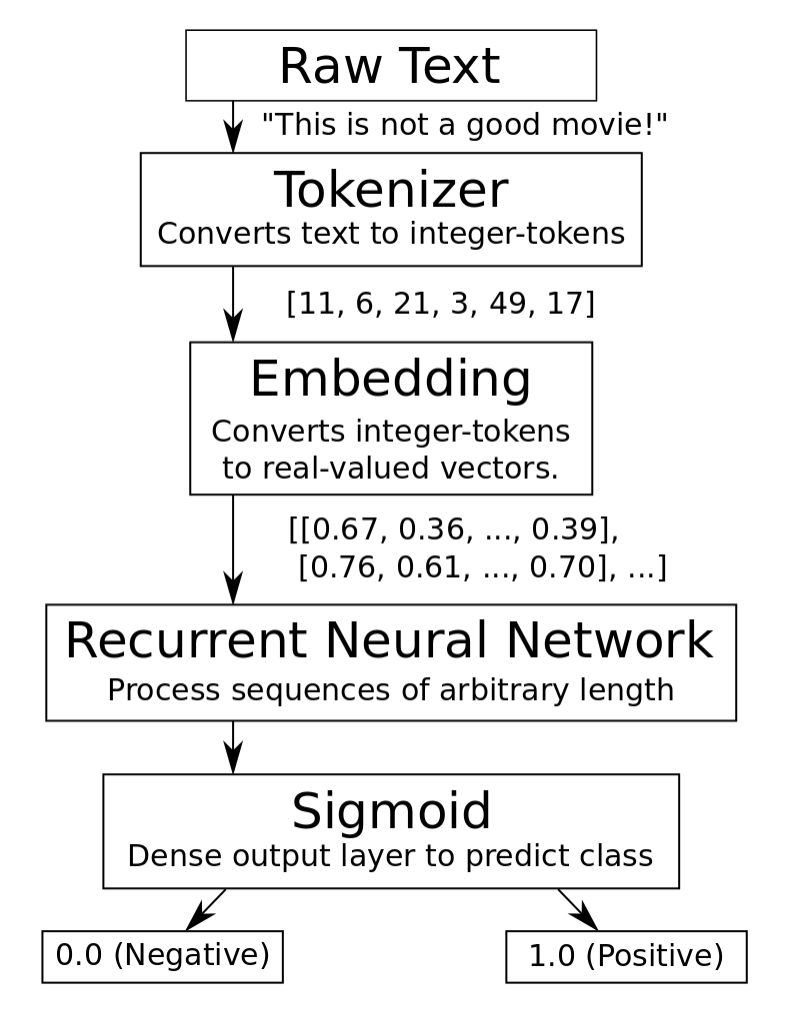 Raw Text
"This is not a good movie!"
Tokenizer
Converts text to integer-tokens
[11, 6, 21, 3, 49, 17]
Embedding
Converts integer-tokens
to real-valued vectors.
[[0.67, 0.36, ..., 0.39],
[0.76, 0.61, ..., 0.70], ...]
Recurrent Neural Network
Process sequences of arbitrary length
Sigmoid
Dense output layer to predict class
0.0 (Negative)
1.0 (Positive)